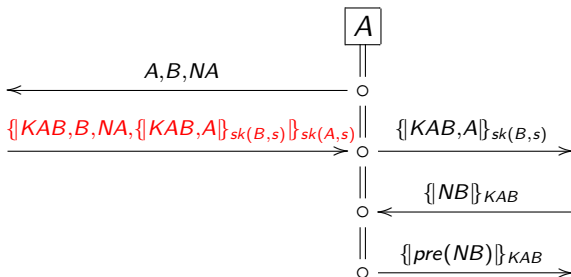 A
A,B,NA
{|KAB,B,NA,{|KAB,A|}sk(B,s)|}sk(A,s) {|KAB,A|}sk(B,s)
{|NB|}KAB
{|pre(NB)|}KAB